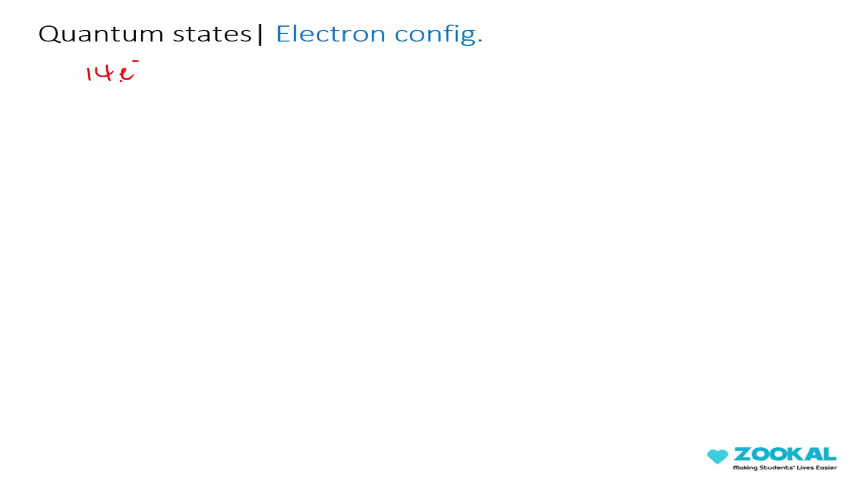 Quantum states| Electron config.
14e⁻
ZOOKAL
Making Students' Lives Easier